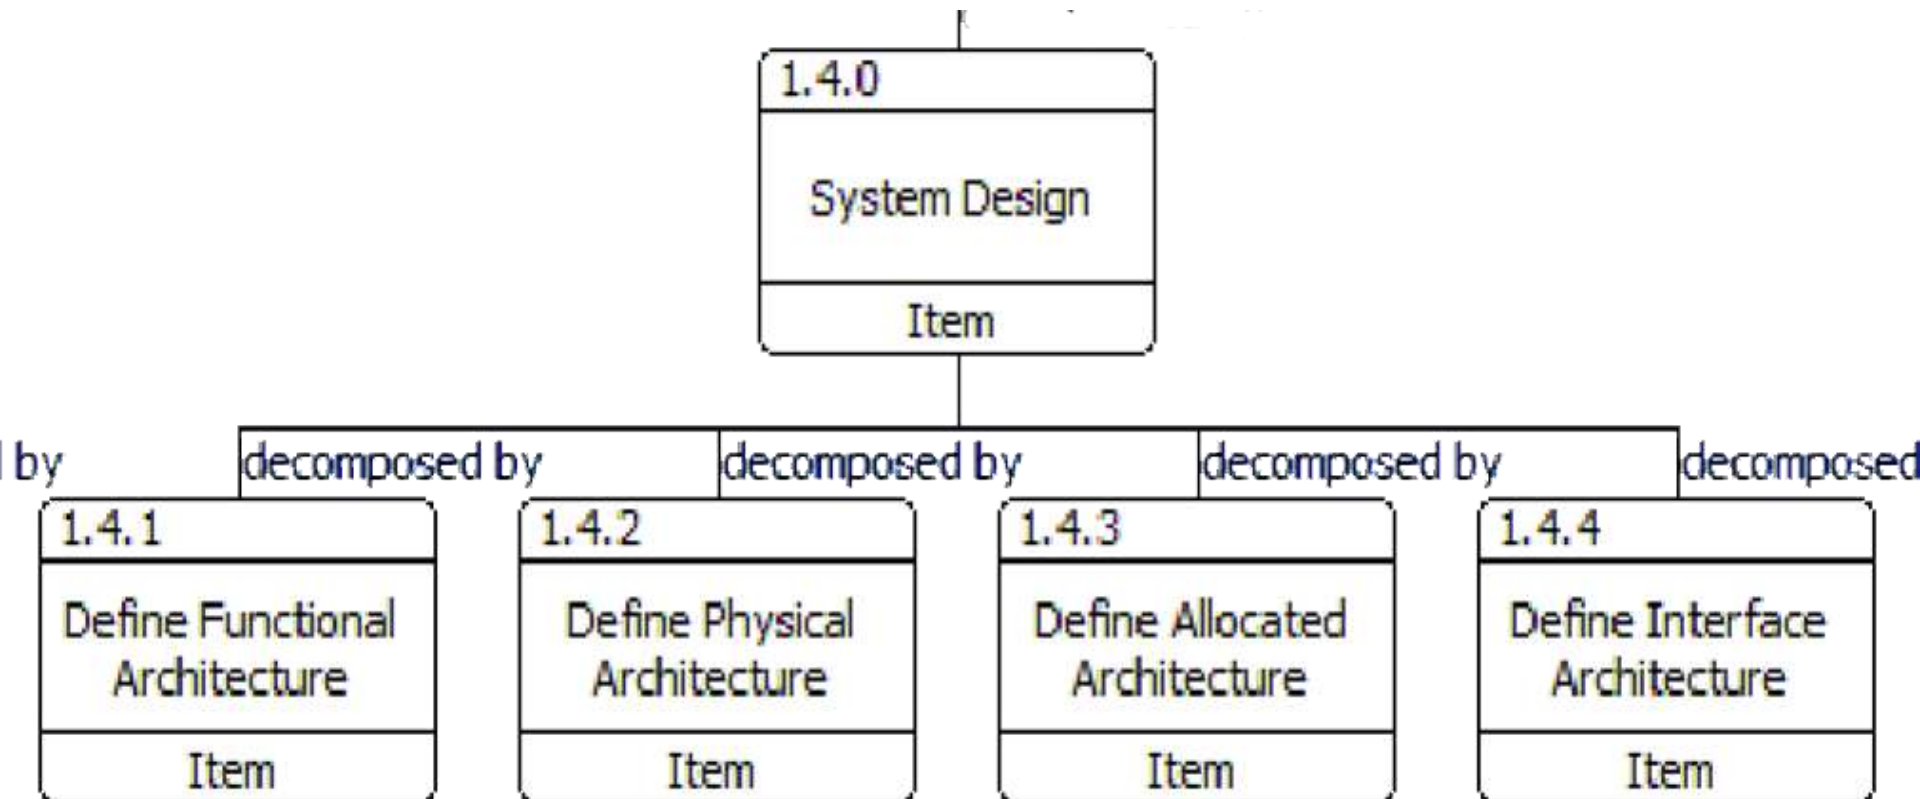 1.4.0
System Design
Item
by
decomposed by
decomposed by
decomposed by
decomposed
1.4.1
Define Functional
Architecture
Item
1.4.2
Define Physical
Architecture
Item
1.4.3
Define Allocated
Architecture
Item
1.4.4
Define Interface
Architecture
Item